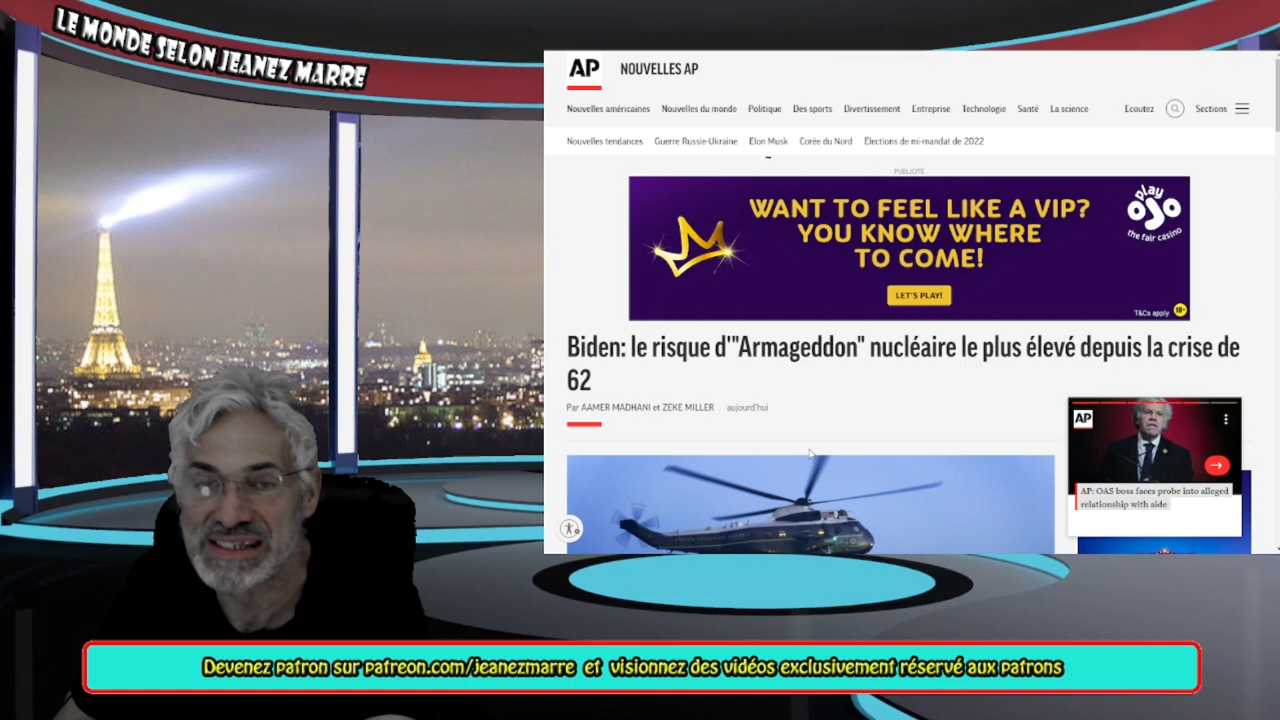 LE MONDE SELON JEANEZ MARRE
AP
NOUVELLES AP
Nouvelles américaines Nouvelles du monde Politique Des sports Divertissement Entreprise Technologie Santé La science Ecoutez Sections
Nouvelles tendances Guerre Russie-Ukraine Elon Musk Corée du Nord Élections de mi-mandat de 2022
PUBLICITÉ
WANT TO FEEL LIKE A VIP?
YOU KNOW WHERE
TO COME!
LET'S PLAY!
play
ojo
the fair casino
T&Cs apply 18+
Biden: le risque d'"Armageddon" nucléaire le plus élevé depuis la crise de
62
Par AAMER MADHANI et ZEKE MILLER aujourd'hui
AP
AP: OAS boss faces probe into alleged
relationship with aide
Devenez patron sur patreon.com/jeanezmarre et visionnez des vidéos exclusivement réservé aux patrons